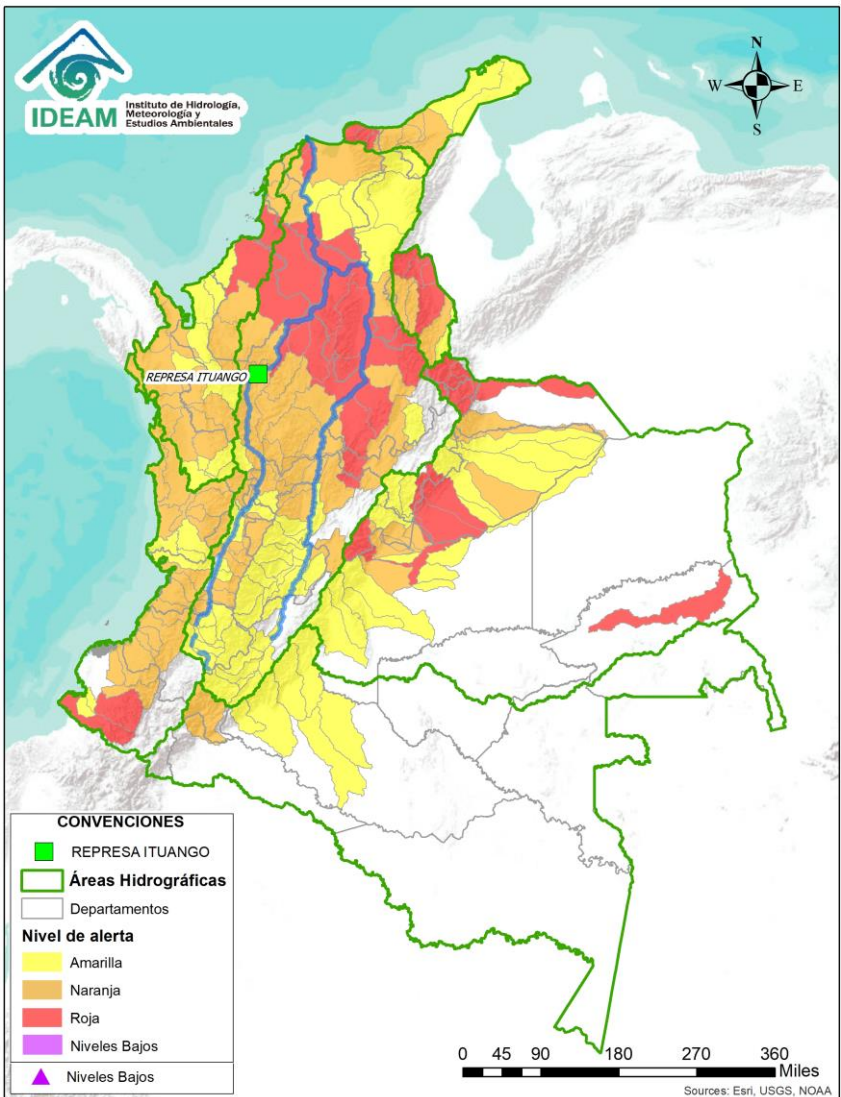 IDEAM
Instituto de Hidrología,
Meteorología y
Estudios Ambientales
N
W
E
S
REPRESA ITUANGO
CONVENCIONES
REPRESA ITUANGO
Áreas Hidrográficas
Departamentos
Nivel de alerta
Amarilla
Naranja
Roja
Niveles Bajos
Niveles Bajos
0 45 90 180 270 360
Miles
Sources: Esri, USGS, NOAA